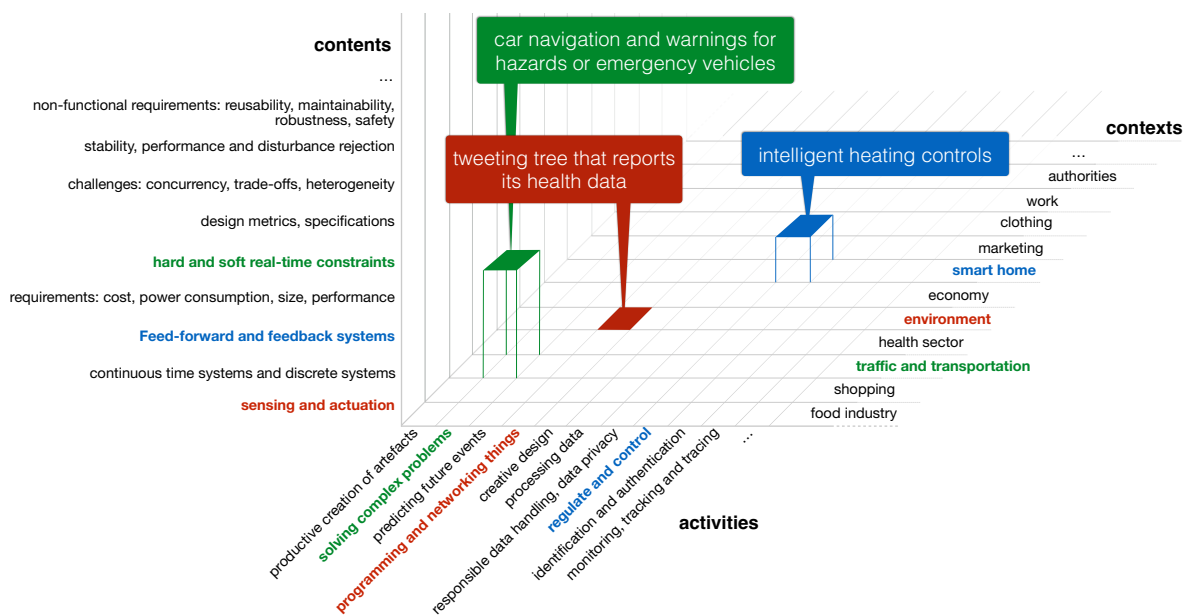 car navigation and warnings for
hazards or emergency vehicles
contents
...
non-functional requirements: reusability, maintainability,
robustness, safety
stability, performance and disturbance rejection
challenges: concurrency, trade-offs, heterogeneity
design metrics, specifications
hard and soft real-time constraints
requirements: cost, power consumption, size, performance
Feed-forward and feedback systems
continuous time systems and discrete systems
sensing and actuation
tweeting tree that reports
its health data
intelligent heating controls
contexts
...
authorities
work
clothing
marketing
smart home
economy
environment
health sector
traffic and transportation
shopping
food industry
productive creation of artefacts
solving complex problems
predicting future events
programming and networking things
creative design
processing data
responsible data handling, data privacy
regulate and control
identification and authentication
monitoring, tracking and tracing
...
activities